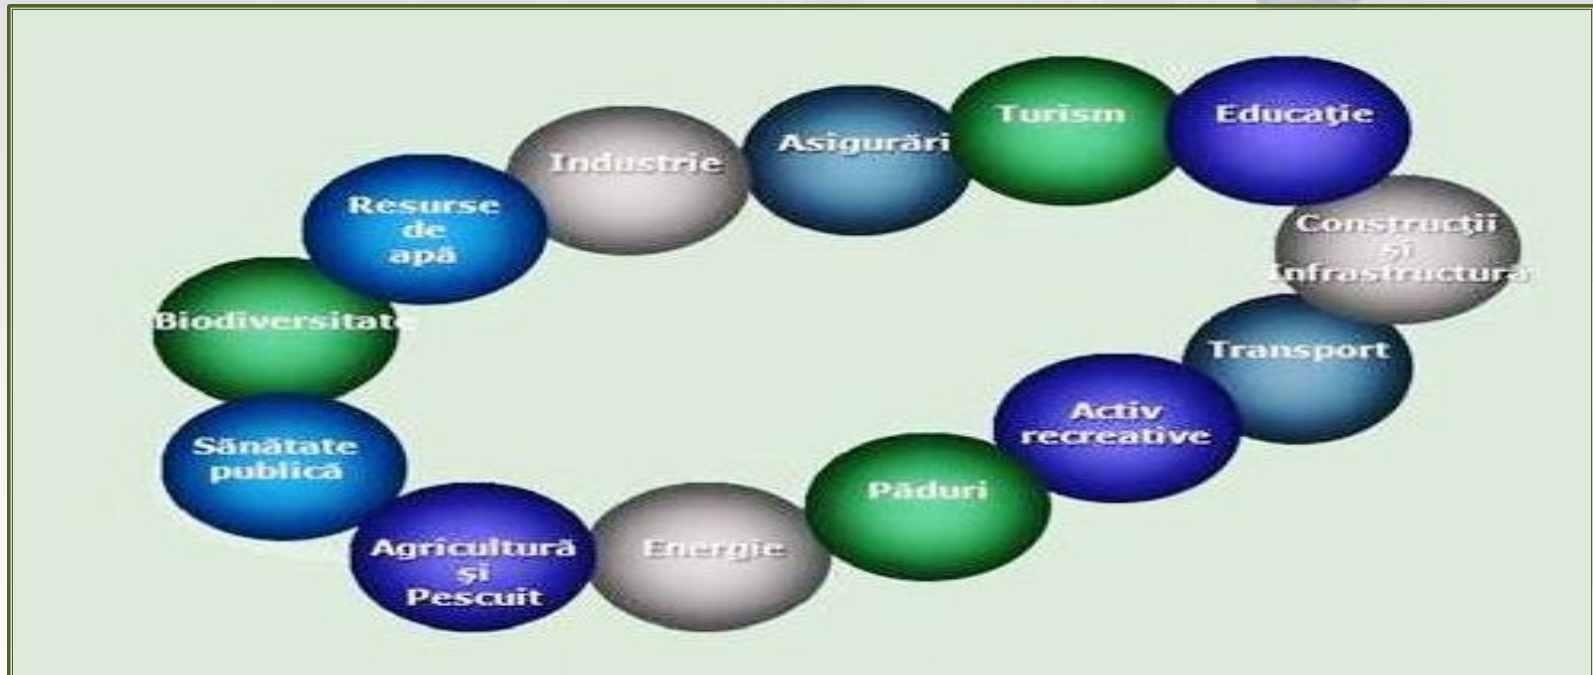 Turism
Educaţie
Asigurări
Industrie
Resurse
de
apă
Construcţii
şi
Infrastructură
Biodiversitate
Transport
Activ
recreative
Sănătate
publică
Păduri
Agricultură
şi
Pescuit
Energie